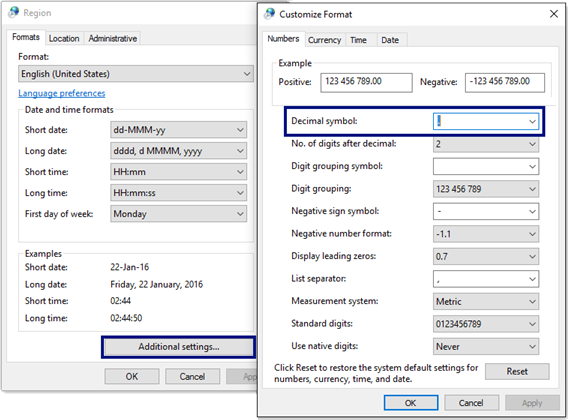 Region
Formats Location Administrative
Format:
English (United States)
Language preferences
Date and time formats
Short date: dd-MMM-yy
Long date: dddd, d MMMM, yyyy
Short time: HH:mm
Long time: HH:mm:ss
First day of week: Monday
Examples
Short date: 22-Jan-16
Long date: Friday, 22 January, 2016
Short time: 02:44
Long time: 02:44:50
Additional settings...
OK Cancel
Customize Format
Numbers Currency Time Date
Example
Positive: 123 456 789.00 Negative: -123 456 789.00
Decimal symbol: .
No. of digits after decimal: 2
Digit grouping symbol:
Digit grouping: 123 456 789
Negative sign symbol: -
Negative number format: -1.1
Display leading zeros: 0.7
List separator: ,
Measurement system: Metric
Standard digits: 0123456789
Use native digits: Never
Click Reset to restore the system default settings for
numbers, currency, time, and date.
Reset
OK Cancel Apply